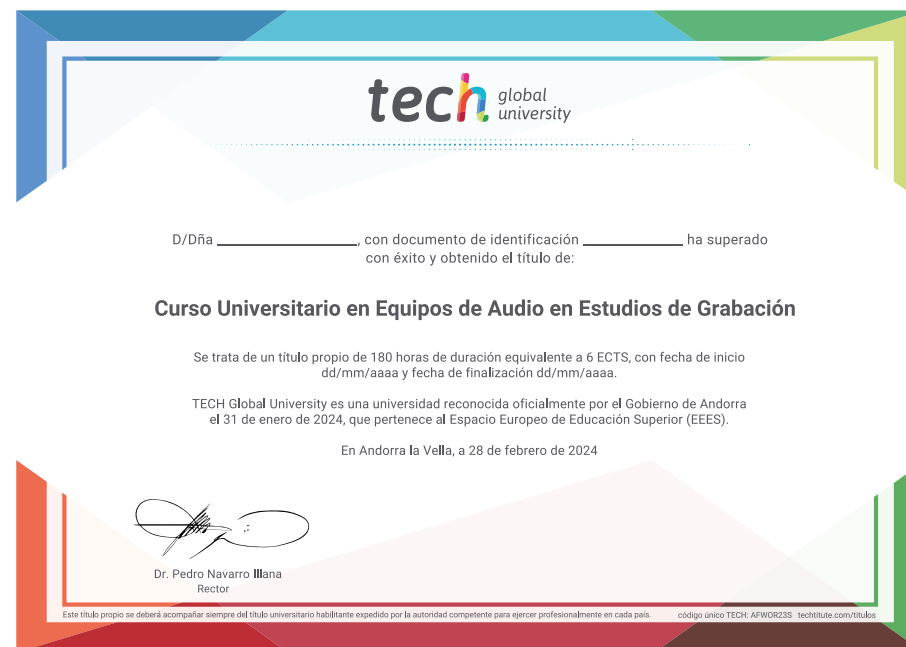 tech global university
D/Dña ______________, con documento de identificación __________ ha superado
con éxito y obtenido el título de:
Curso Universitario en Equipos de Audio en Estudios de Grabación
Se trata de un título propio de 180 horas de duración equivalente a 6 ECTS, con fecha de inicio
dd/mm/aaaa y fecha de finalización dd/mm/aaaa.
TECH Global University es una universidad reconocida oficialmente por el Gobierno de Andorra
el 31 de enero de 2024, que pertenece al Espacio Europeo de Educación Superior (EEES).
En Andorra la Vella, a 28 de febrero de 2024
Dr. Pedro Navarro Illana
Rector
Este título propio se deberá acompañar siempre del título universitario habilitante expedido por la autoridad competente para ejercer profesionalmente en cada país. código único TECH: AFWOR23S techtitute.com/titulos